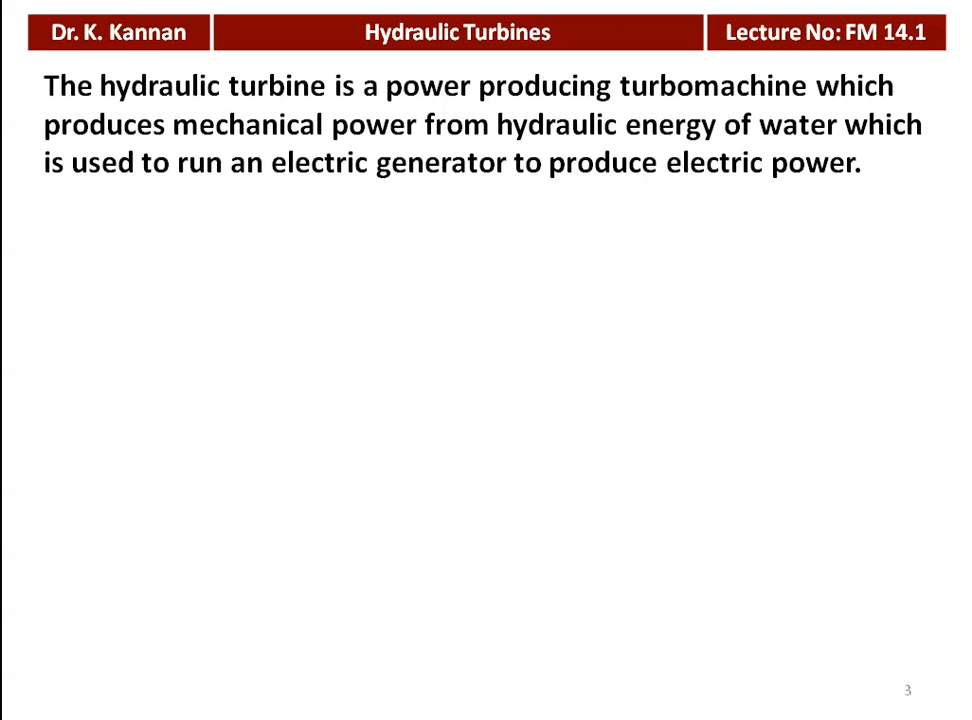 Dr. K. Kannan
Hydraulic Turbines
Lecture No: FM 14.1
The hydraulic turbine is a power producing turbomachine which
produces mechanical power from hydraulic energy of water which
is used to run an electric generator to produce electric power.
3